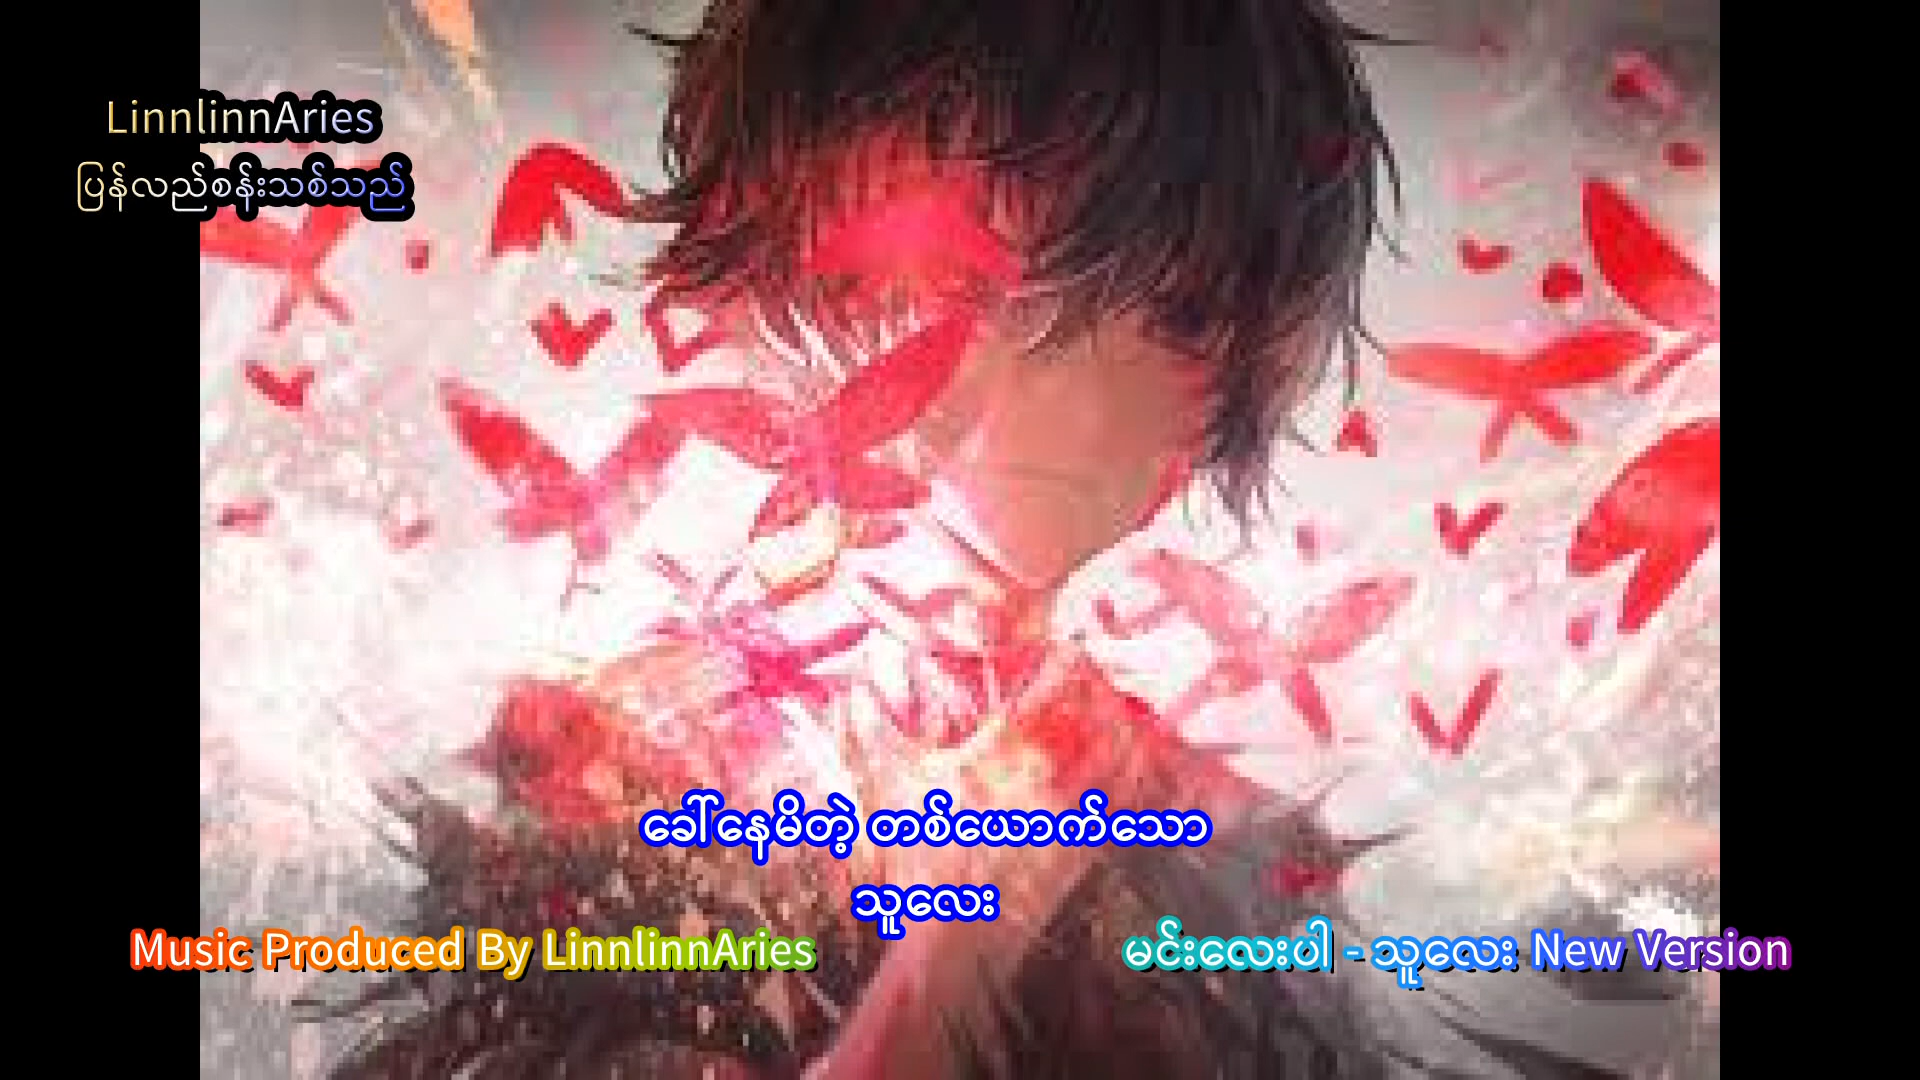 LinnlinnAries
ပြန်လည်စန်းသစ်သည်
ခေါ်နေမိတဲ့ တစ်ယောက်သော
သူလေး
Music Produced By LinnlinnAries
မင်းလေးပါ - သူလေး New Version